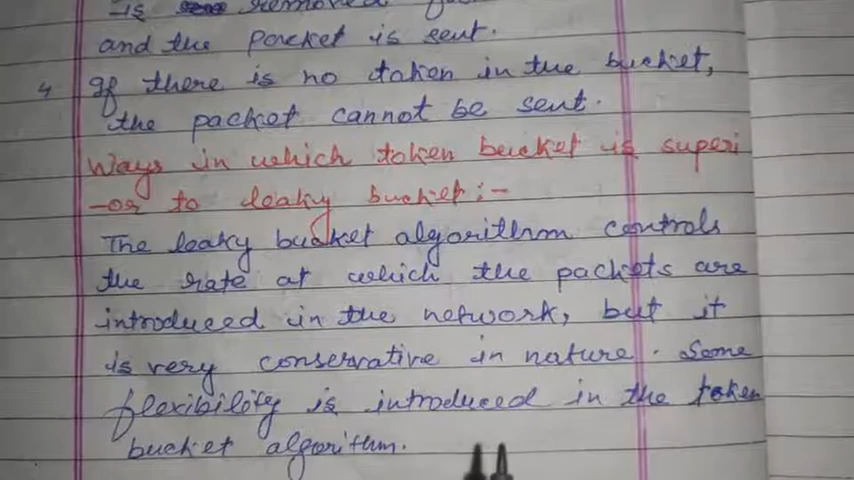 is removed
and the packet is sent.
4 If there is no token in the bucket,
the packet cannot be sent.
Ways in which token bucket is superi
-or to leaky bucket:-
The leaky bucket algorithm controls
the rate at which the packets are
introduced in the network, but it
is very conservative in nature. Some
flexibility is introduced in the token
bucket algorithm.